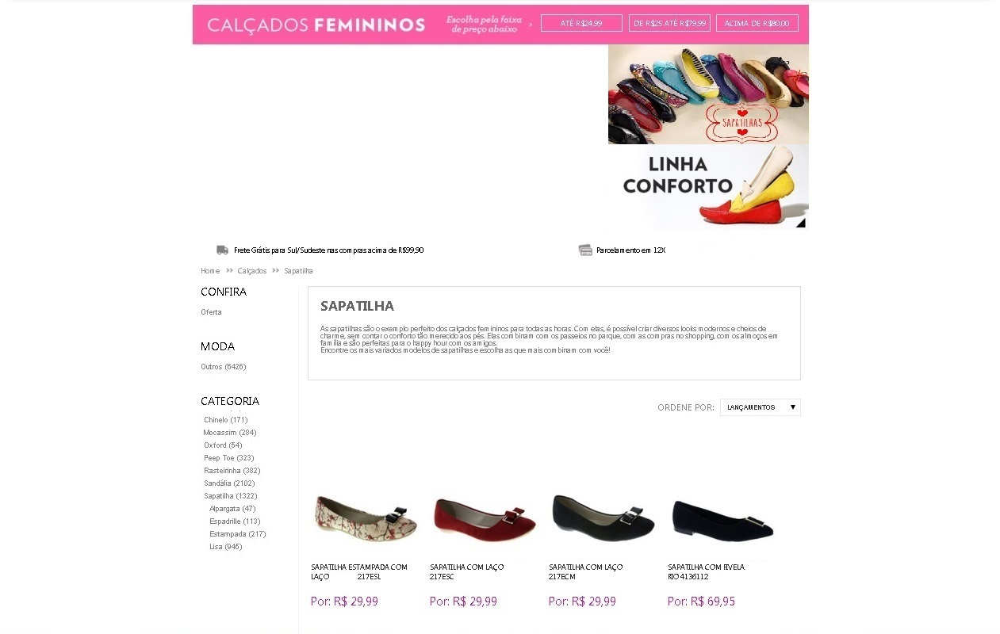 CALÇADOS FEMININOS
Escolha pela faixa
de preço abaixo ›
ATÉ R$24,99
DE R$25 ATÉ R$79,99
ACIMA DE R$80,00
SAPATILHAS
LINHA
CONFORTO
Frete Grátis para Sul/Sudeste nas compras acima de R$99,90
Parcelamento em 12X
Home » Calçados » Sapatilha
CONFIRA
Oferta
MODA
Outros (6426)
CATEGORIA
Chinelo (171)
Mocassim (284)
Oxford (54)
Peep Toe (323)
Rasteirinha (382)
Sandália (2102)
Sapatilha (1322)
Alpargata (47)
Espadrille (113)
Estampada (217)
Lisa (945)
SAPATILHA
As sapatilhas são o exemplo perfeito dos calçados femininos para todas as horas. Com elas, é possível criar diversos looks modernos e cheios de
charme, sem contar o conforto tão merecido aos pés. Elas combinam com os passeios no parque, com as compras no shopping, com os almoços em
família e são perfeitas para o happy hour com os amigos.
Encontre os mais variados modelos de sapatilhas e escolha as que mais combinam com você!
ORDENE POR: LANÇAMENTOS ▼
SAPATILHA ESTAMPADA COM
LAÇO 217ESL
Por: R$ 29,99
SAPATILHA COM LAÇO
217ESC
Por: R$ 29,99
SAPATILHA COM LAÇO
217ECM
Por: R$ 29,99
SAPATILHA COM FIVELA
RIO 4136112
Por: R$ 69,95